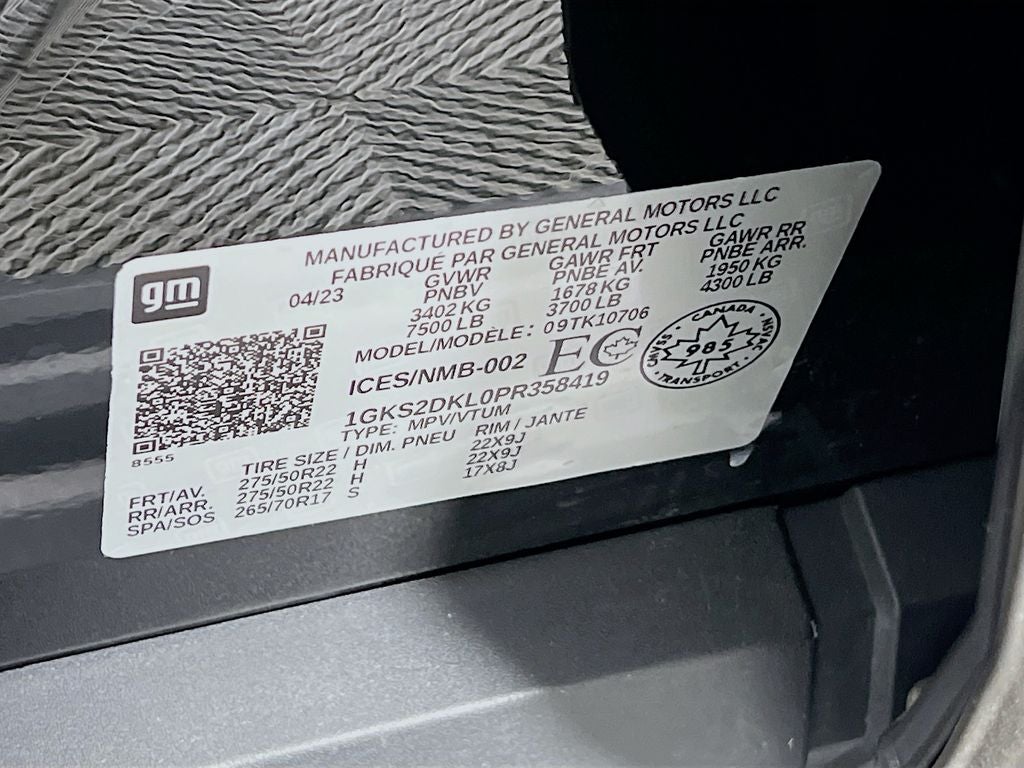 gm
MANUFACTURED BY GENERAL MOTORS LLC
FABRIQUÉ PAR GENERAL MOTORS LLC
04/23
GVWR GAWR FRT GAWR RR
PNBV PNBE AV. PNBE ARR.
3402 KG 1678 KG 1950 KG
7500 LB 3700 LB 4300 LB
MODEL/MODÈLE: 09TK10706
ICES/NMB-002 EC
CANADA
NSVAC
985
CMVSS
TRANSPORT
1GKS2DKL0PR358419
TYPE: MPV/VTUM
8555
TIRE SIZE / DIM. PNEU RIM / JANTE
FRT/AV. 275/50R22 H 22X9J
RR/ARR. 275/50R22 H 22X9J
SPA/SOS 265/70R17 S 17X8J